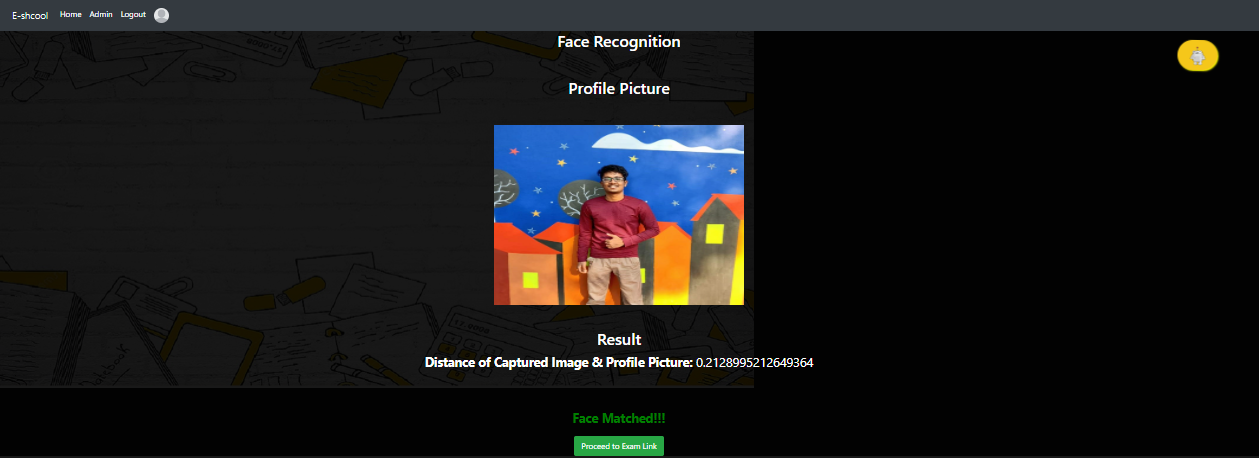 E-shcool Home Admin Logout
Face Recognition
Profile Picture
Result
Distance of Captured Image & Profile Picture: 0.2128995212649364
Face Matched!!!
Proceed to Exam Link